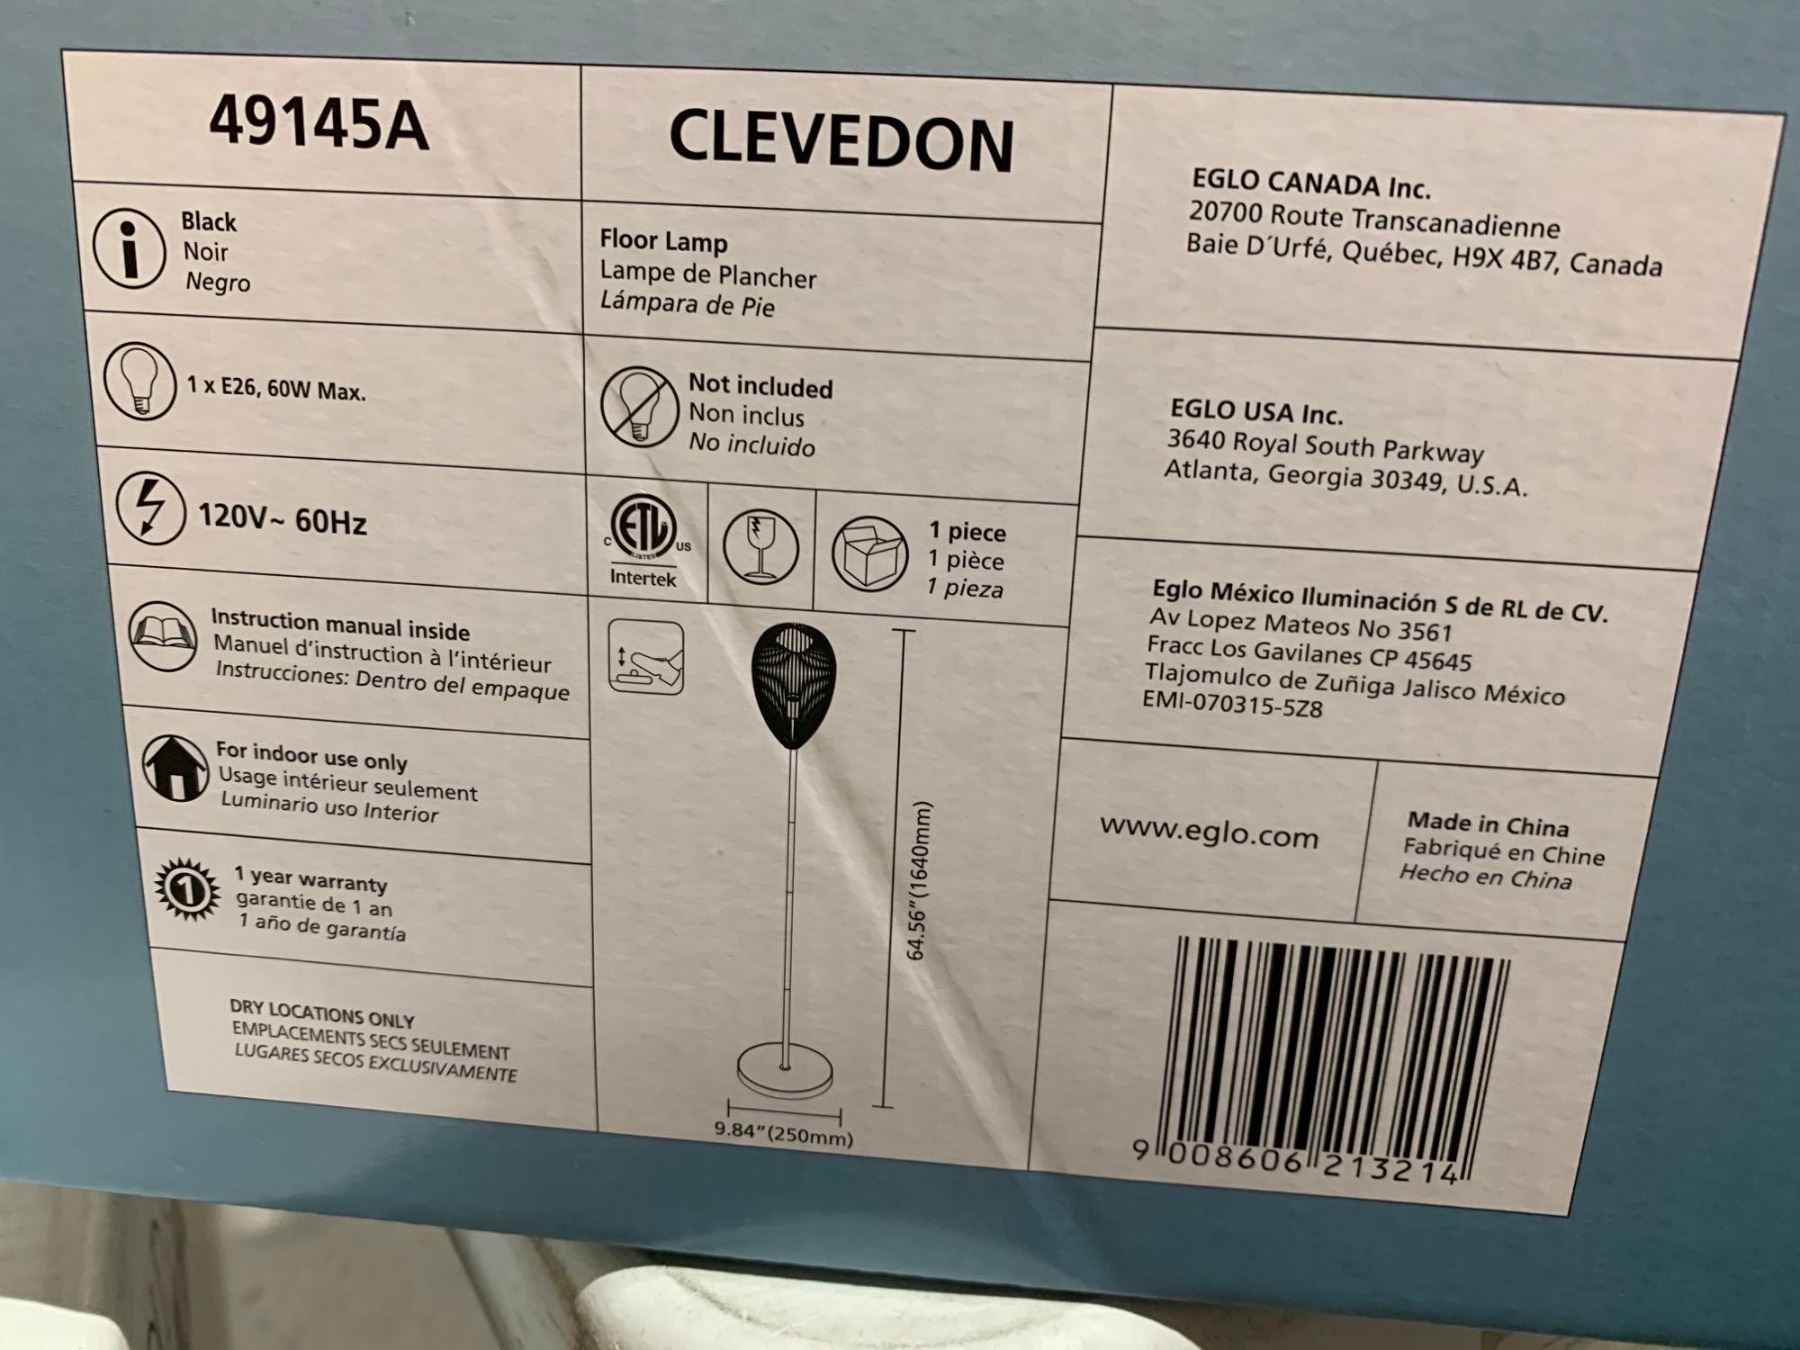 49145A
CLEVEDON
Black
Noir
Negro
Floor Lamp
Lampe de Plancher
Lámpara de Pie
1 x E26, 60W Max.
Not included
Non inclus
No incluido
120V~ 60Hz
C ETL US
LISTED
Intertek
1 piece
1 pièce
1 pieza
Instruction manual inside
Manuel d'instruction à l'intérieur
Instrucciones: Dentro del empaque
For indoor use only
Usage intérieur seulement
Luminario uso Interior
1
1 year warranty
garantie de 1 an
1 año de garantía
DRY LOCATIONS ONLY
EMPLACEMENTS SECS SEULEMENT
LUGARES SECOS EXCLUSIVAMENTE
64.56"(1640mm)
9.84"(250mm)
EGLO CANADA Inc.
20700 Route Transcanadienne
Baie D´Urfé, Québec, H9X 4B7, Canada
EGLO USA Inc.
3640 Royal South Parkway
Atlanta, Georgia 30349, U.S.A.
Eglo México Iluminación S de RL de CV.
Av Lopez Mateos No 3561
Fracc Los Gavilanes CP 45645
Tlajomulco de Zuñiga Jalisco México
EMI-070315-5Z8
www.eglo.com
Made in China
Fabriqué en Chine
Hecho en China
9 008606 213214